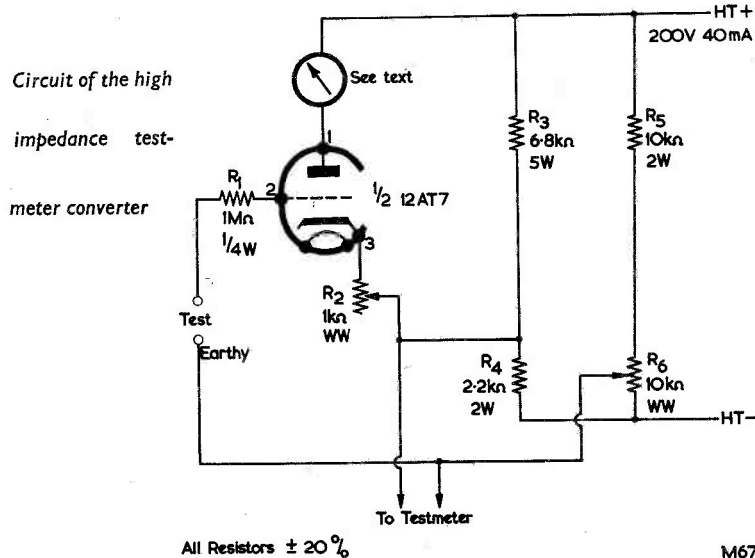 HT+
200V 40mA
Circuit of the high
impedance test-
meter converter
See text
1
R3
6·8kΩ
5W
R5
10kΩ
2W
R1
1MΩ
1/4W
2
1/2 12AT7
3
R2
1kΩ
WW
Test
Earthy
R4
2·2kΩ
2W
R6
10kΩ
WW
HT–
To Testmeter
All Resistors ± 20%
M67